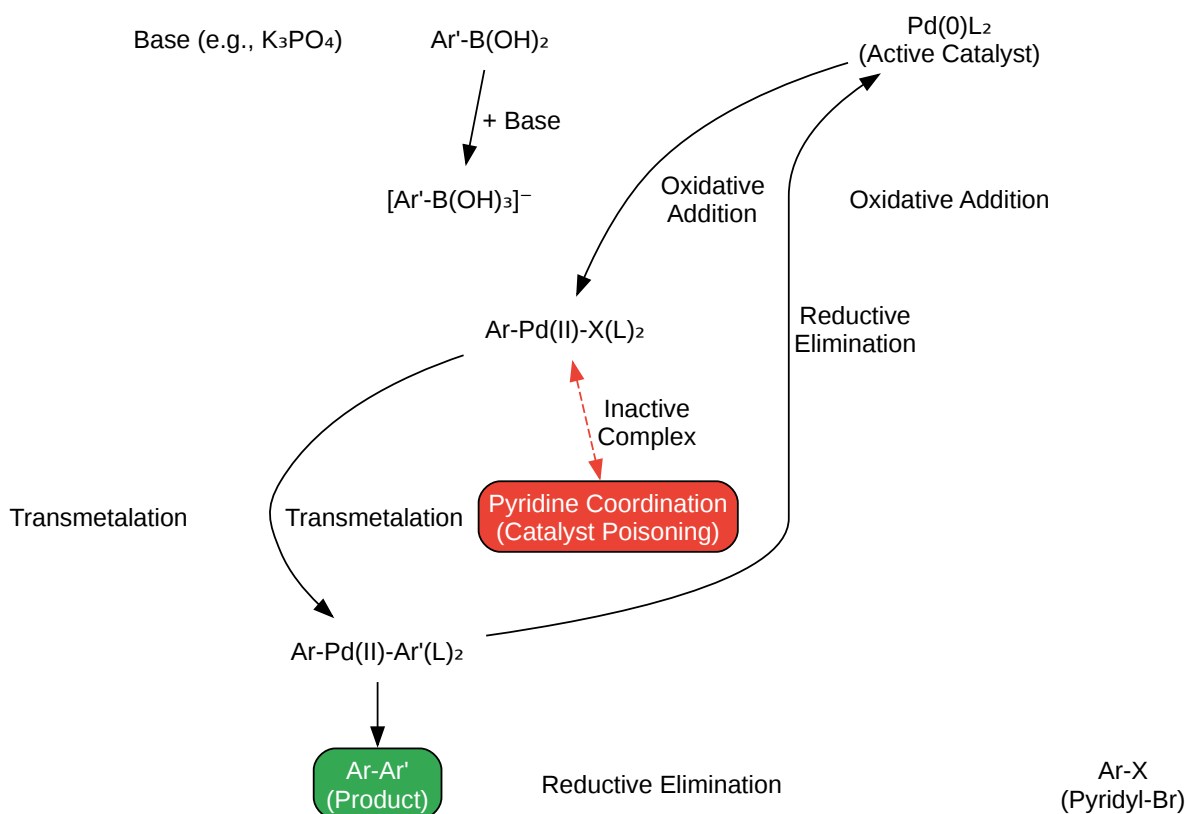 Base (e.g., K₃PO₄)
Ar'-B(OH)₂
Pd(0)L₂
(Active Catalyst)
+ Base
[Ar'-B(OH)₃]⁻
Oxidative
Addition
Oxidative Addition
Ar-Pd(II)-X(L)₂
Reductive
Elimination
Inactive
Complex
Transmetalation
Transmetalation
Pyridine Coordination
(Catalyst Poisoning)
Ar-Pd(II)-Ar'(L)₂
Ar-Ar'
(Product)
Reductive Elimination
Ar-X
(Pyridyl-Br)